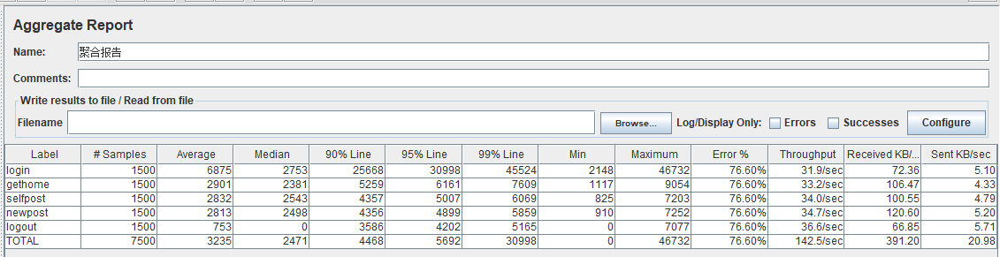 Aggregate Report
Name: 聚合报告
Comments:
Write results to file / Read from file
Filename Browse... Log/Display Only: Errors Successes Configure
Label # Samples Average Median 90% Line 95% Line 99% Line Min Maximum Error % Throughput Received KB/... Sent KB/sec
login 1500 6875 2753 25668 30998 45524 2148 46732 76.60% 31.9/sec 72.36 5.10
gethome 1500 2901 2381 5259 6161 7609 1117 9054 76.60% 33.2/sec 106.47 4.33
selfpost 1500 2832 2543 4357 5007 6069 825 7203 76.60% 34.0/sec 100.55 4.79
newpost 1500 2813 2498 4356 4899 5859 910 7252 76.60% 34.7/sec 120.60 5.20
logout 1500 753 0 3586 4202 5165 0 7077 76.60% 36.6/sec 66.85 5.71
TOTAL 7500 3235 2471 4468 5692 30998 0 46732 76.60% 142.5/sec 391.20 20.98